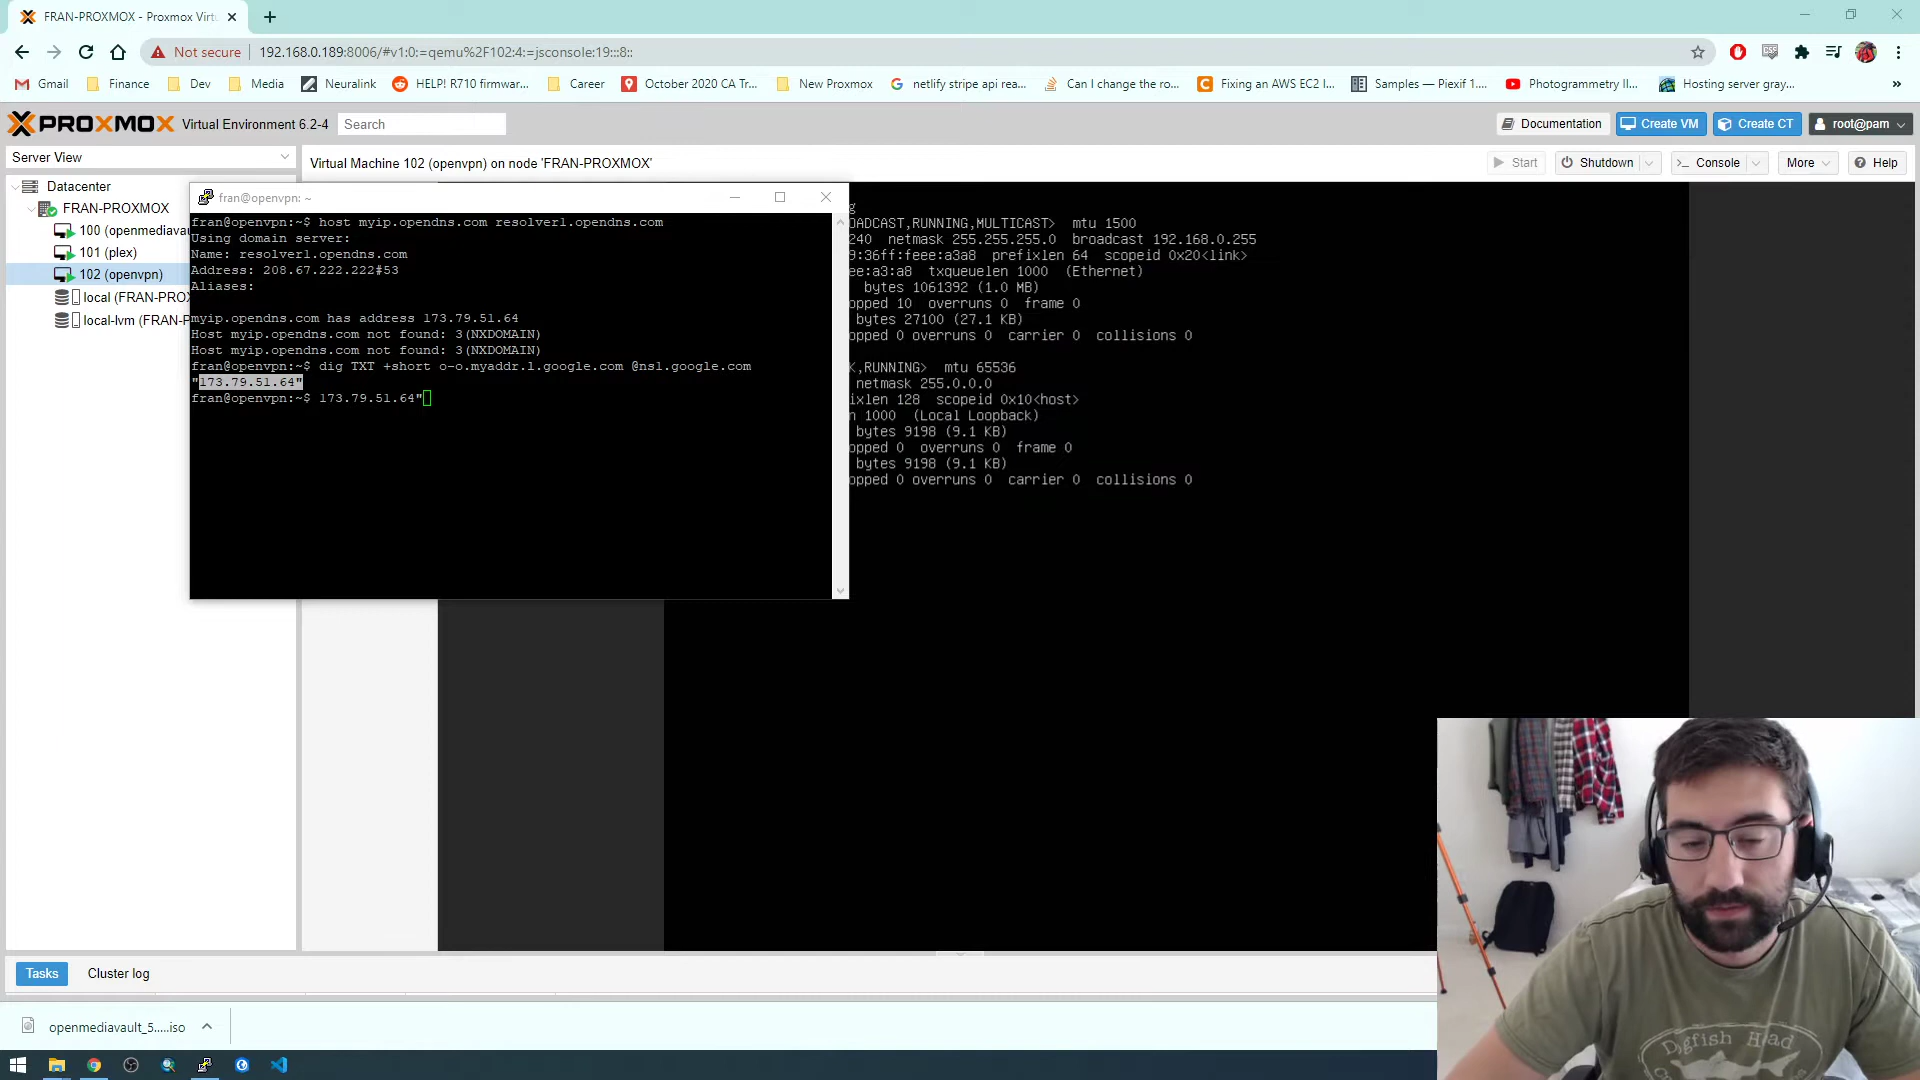 FRAN-PROXMOX - Proxmox Virtu
Not secure
192.168.0.189:8006/#v1:0:=qemu%2F102:4:=jsconsole:19:::8::
Gmail
Finance
Dev
Media
Neuralink
HELP! R710 firmwar...
Career
October 2020 CA Tr...
New Proxmox
netlify stripe api rea...
Can I change the ro...
Fixing an AWS EC2 I...
Samples — Piexif 1....
Photogrammetry II...
Hosting server gray...
»
PROXMOX
Virtual Environment 6.2-4
Search
Documentation
Create VM
Create CT
root@pam
Server View
Virtual Machine 102 (openvpn) on node 'FRAN-PROXMOX'
Start
Shutdown
Console
More
Help
Datacenter
FRAN-PROXMOX
100 (openmediavau
101 (plex)
102 (openvpn)
local (FRAN-PROX
local-lvm (FRAN-P
fran@openvpn: ~
fran@openvpn:~$ host myip.opendns.com resolver1.opendns.com
Using domain server:
Name: resolver1.opendns.com
Address: 208.67.222.222#53
Aliases:
myip.opendns.com has address 173.79.51.64
Host myip.opendns.com not found: 3(NXDOMAIN)
Host myip.opendns.com not found: 3(NXDOMAIN)
fran@openvpn:~$ dig TXT +short o-o.myaddr.l.google.com @ns1.google.com
"173.79.51.64"
fran@openvpn:~$ 173.79.51.64"
g
OADCAST,RUNNING,MULTICAST> mtu 1500
240 netmask 255.255.255.0 broadcast 192.168.0.255
9:36ff:feee:a3a8 prefixlen 64 scopeid 0x20<link>
ee:a3:a8 txqueuelen 1000 (Ethernet)
bytes 1061392 (1.0 MB)
opped 10 overruns 0 frame 0
bytes 27100 (27.1 KB)
opped 0 overruns 0 carrier 0 collisions 0
K,RUNNING> mtu 65536
netmask 255.0.0.0
ixlen 128 scopeid 0x10<host>
n 1000 (Local Loopback)
bytes 9198 (9.1 KB)
opped 0 overruns 0 frame 0
bytes 9198 (9.1 KB)
opped 0 overruns 0 carrier 0 collisions 0
Tasks
Cluster log
openmediavault_5.....iso
Dogfish Head